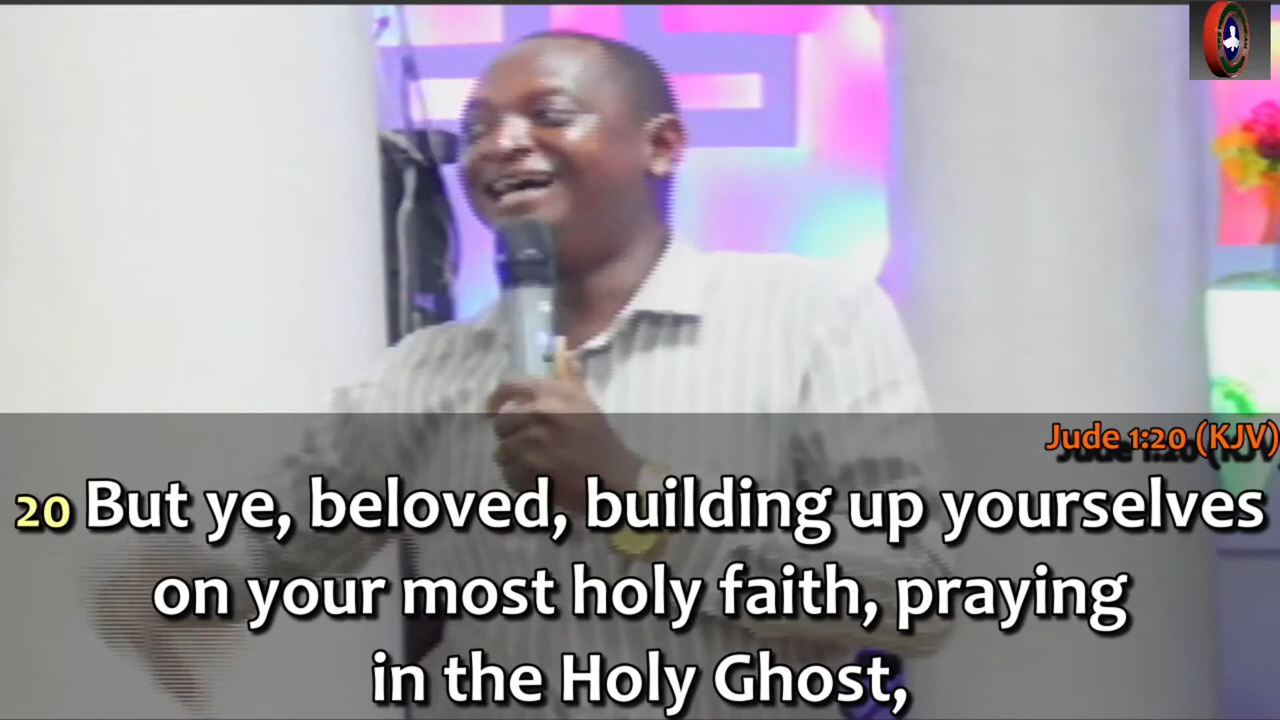 Jude 1:20 (KJV)
20 But ye, beloved, building up yourselves
on your most holy faith, praying
in the Holy Ghost,